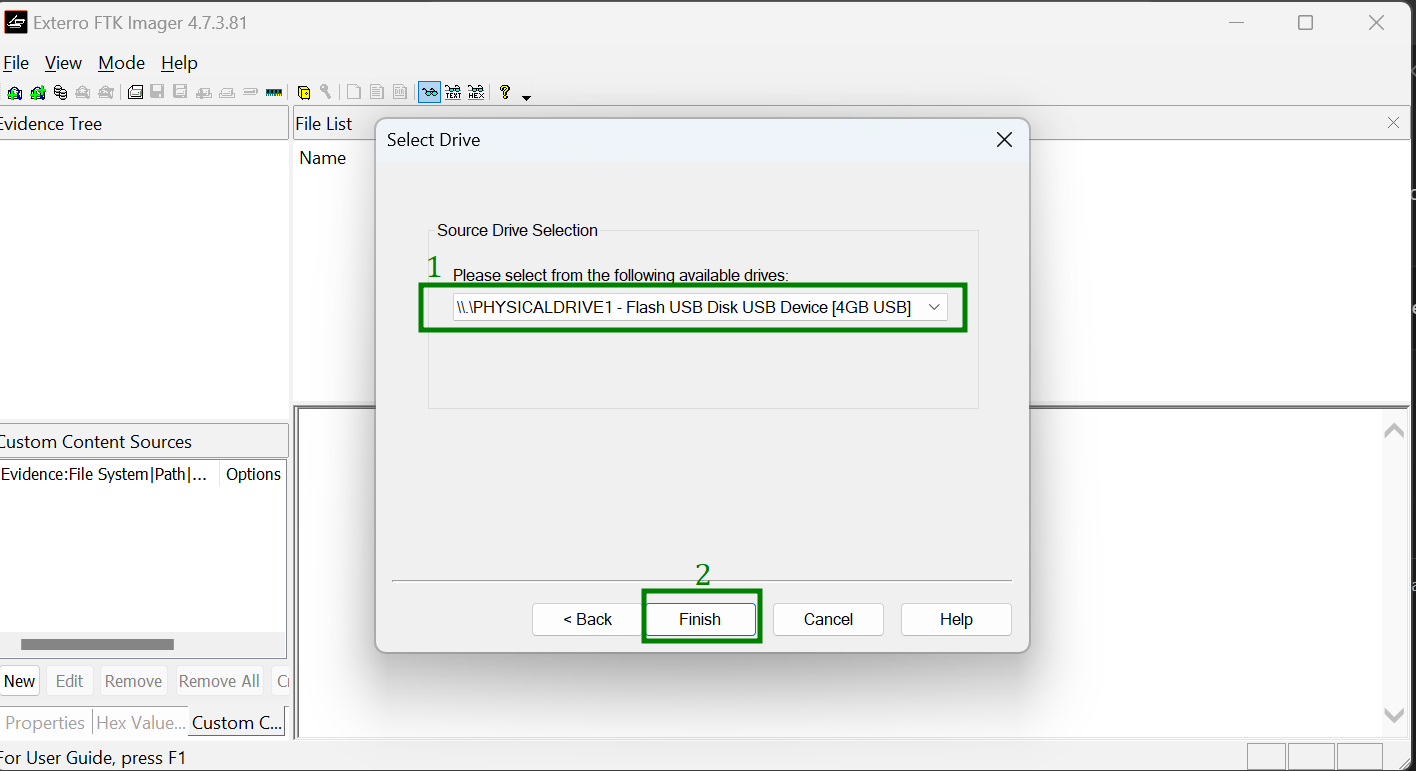 Exterro FTK Imager 4.7.3.81
File View Mode Help
TEXT HEX ?
Evidence Tree
File List
Name
Select Drive
Source Drive Selection
1
Please select from the following available drives:
\\.\PHYSICALDRIVE1 - Flash USB Disk USB Device [4GB USB]
2
< Back Finish Cancel Help
Custom Content Sources
Evidence:File System|Path|... Options
New Edit Remove Remove All Cr
Properties Hex Value... Custom C...
For User Guide, press F1